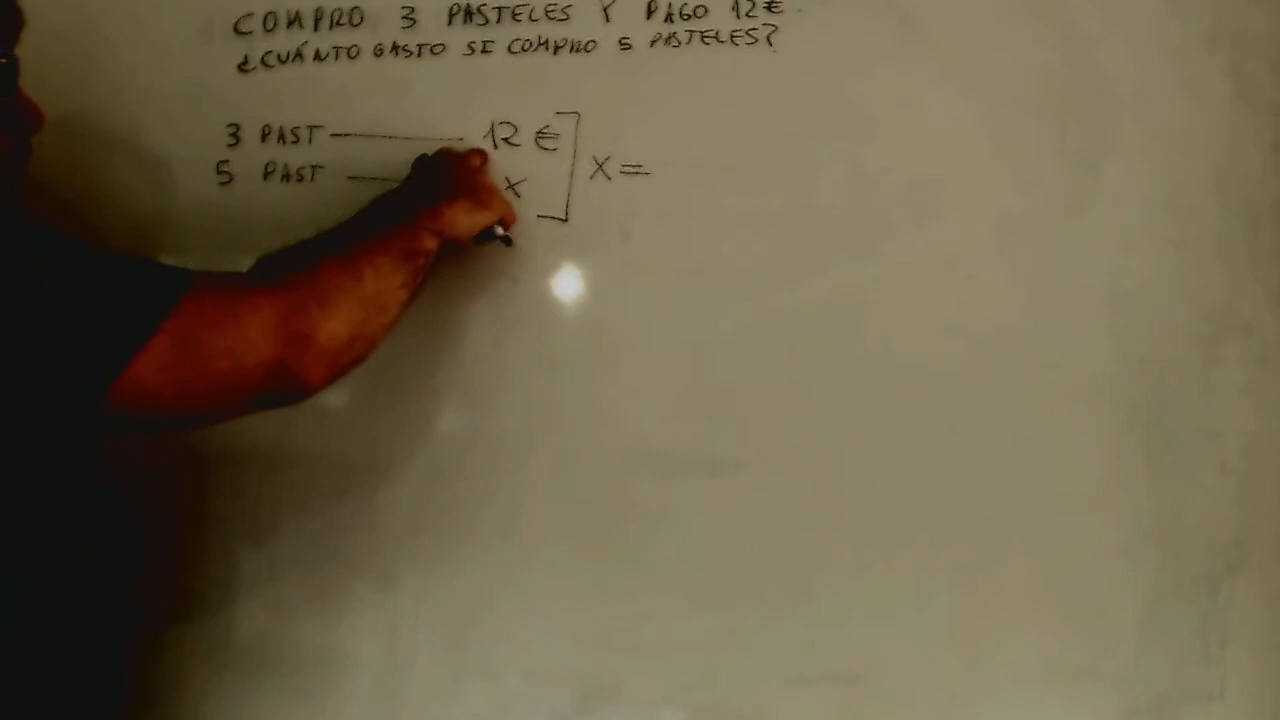 COMPRO 3 PASTELES Y PAGO 12€.
¿CUÁNTO GASTO SI COMPRO 5 PASTELES?
3 PAST — 12 €
5 PAST — X
X =